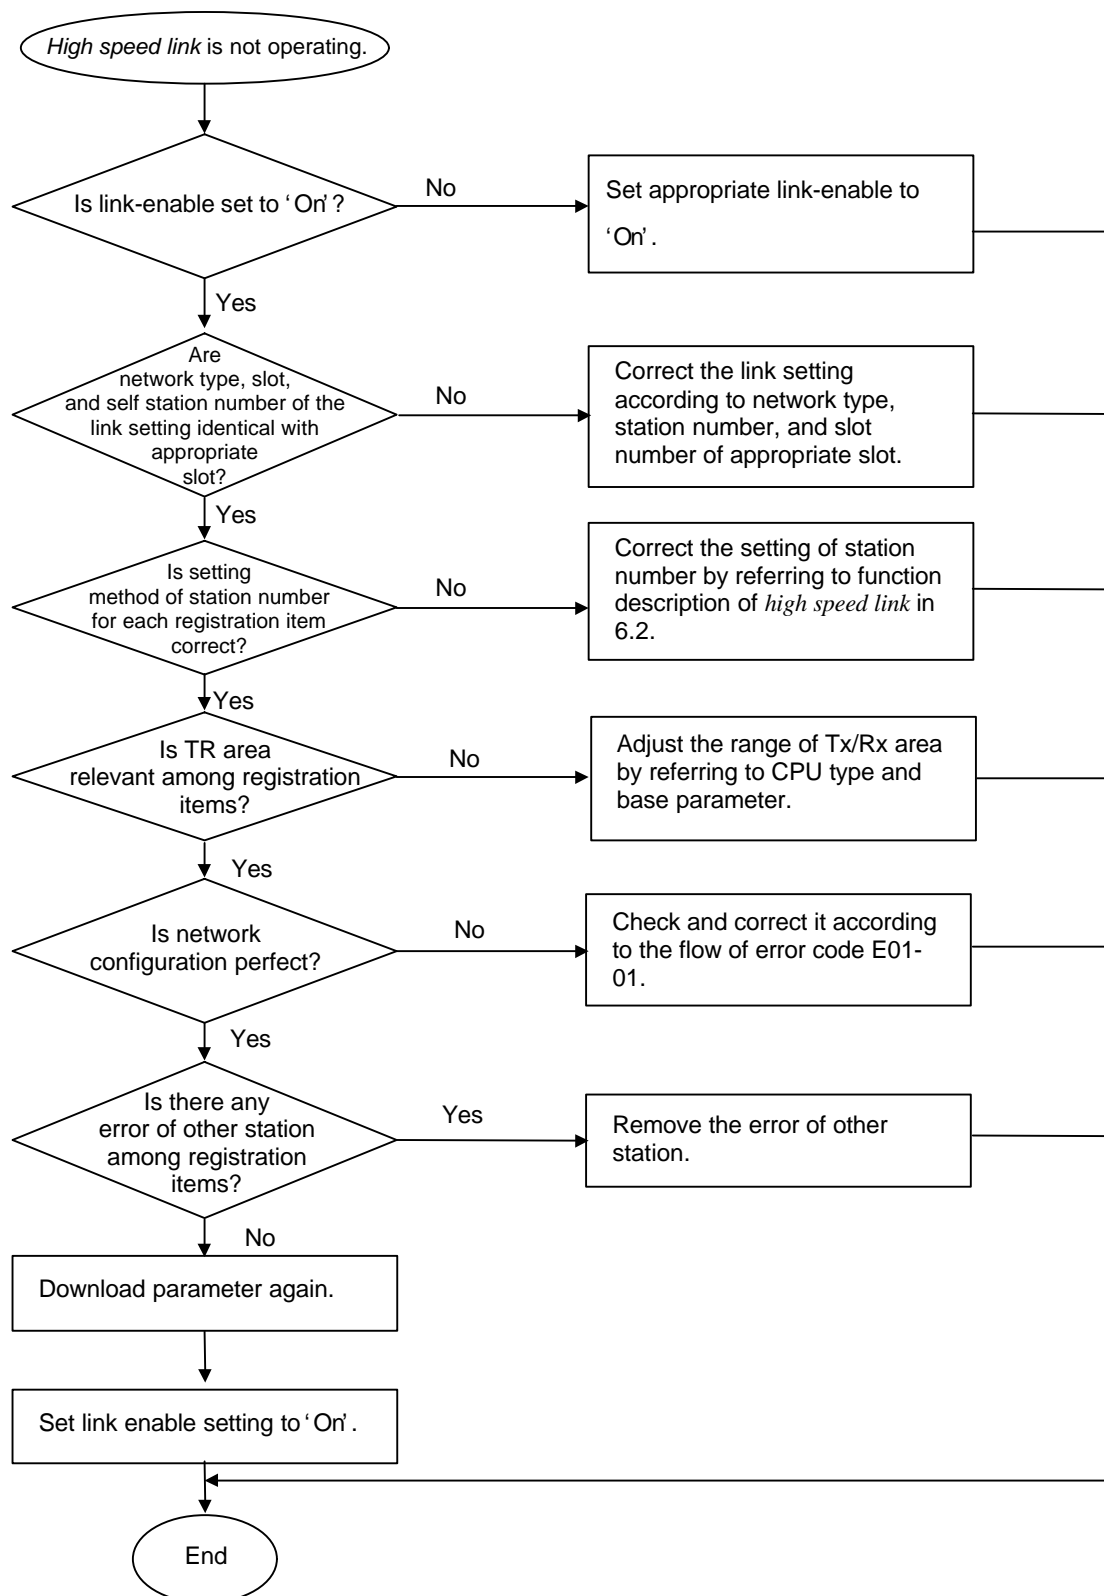 High speed link is not operating.
Is link-enable set to ‘On’?
No
Set appropriate link-enable to
‘On’.
Yes
Are
network type, slot,
and self station number of the
link setting identical with
appropriate
slot?
No
Correct the link setting
according to network type,
station number, and slot
number of appropriate slot.
Yes
Is setting
method of station number
for each registration item
correct?
No
Correct the setting of station
number by referring to function
description of high speed link in
6.2.
Yes
Is TR area
relevant among registration
items?
No
Adjust the range of Tx/Rx area
by referring to CPU type and
base parameter.
Yes
Is network
configuration perfect?
No
Check and correct it according
to the flow of error code E01-
01.
Yes
Is there any
error of other station
among registration
items?
Yes
Remove the error of other
station.
No
Download parameter again.
Set link enable setting to ‘On’.
End